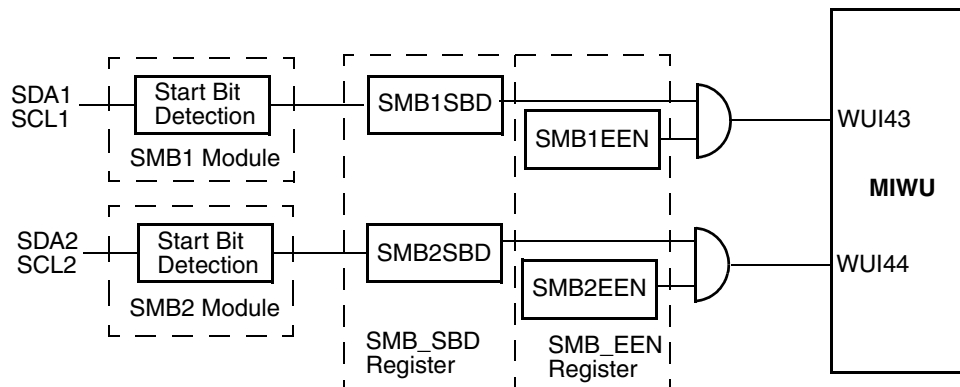 SDA1
SCL1
Start Bit
Detection
SMB1 Module
SMB1SBD
SMB1EEN
WUI43
MIWU
SDA2
SCL2
Start Bit
Detection
SMB2 Module
SMB2SBD
SMB2EEN
WUI44
SMB_SBD
Register
SMB_EEN
Register